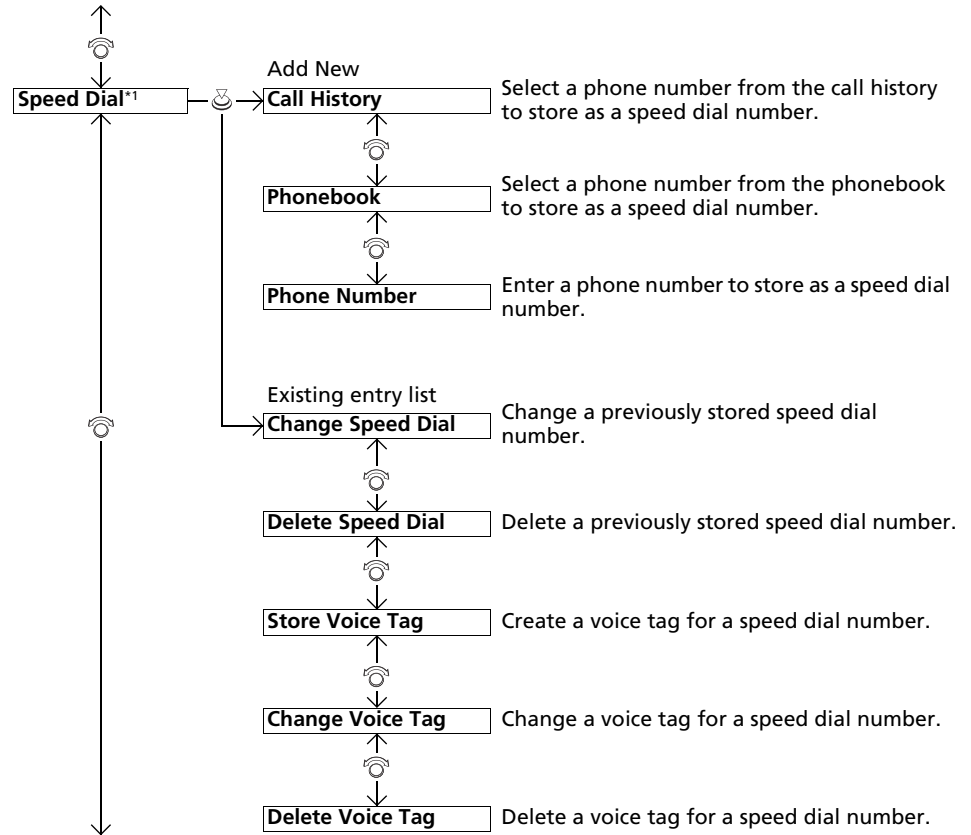 Add New
Speed Dial*1
Call History
Select a phone number from the call history
to store as a speed dial number.
Phonebook
Select a phone number from the phonebook
to store as a speed dial number.
Phone Number
Enter a phone number to store as a speed dial
number.
Existing entry list
Change Speed Dial
Change a previously stored speed dial
number.
Delete Speed Dial
Delete a previously stored speed dial number.
Store Voice Tag
Create a voice tag for a speed dial number.
Change Voice Tag
Change a voice tag for a speed dial number.
Delete Voice Tag
Delete a voice tag for a speed dial number.